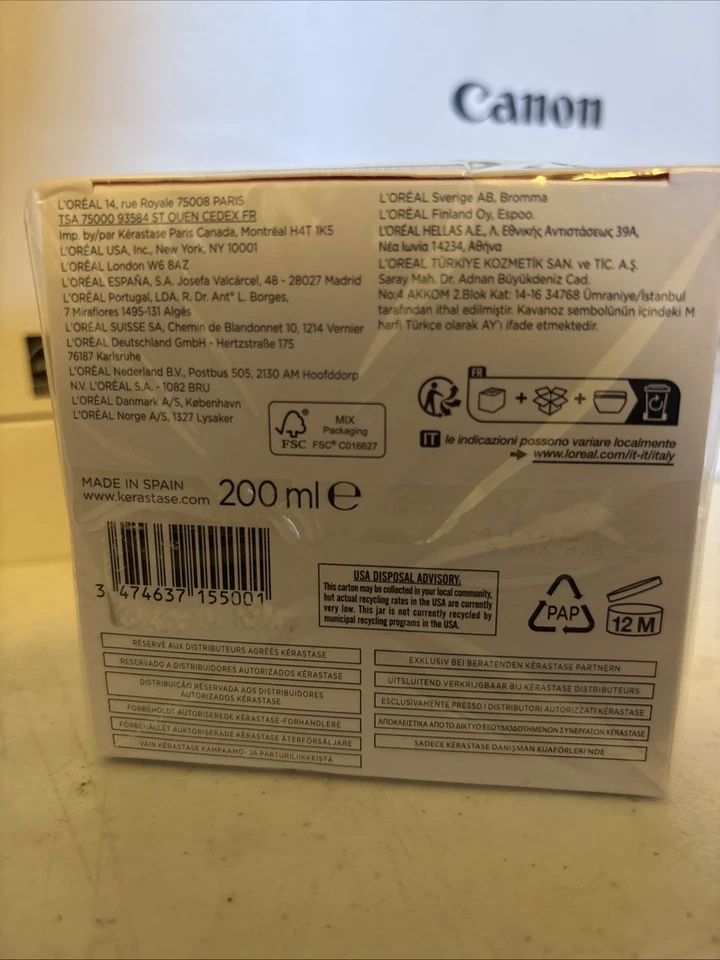 Canon
L'ORÉAL 14, rue Royale 75008 PARIS
TSA 75000 93584 ST OUEN CEDEX FR
Imp. by/par Kérastase Paris Canada, Montréal H4T 1K5
L'ORÉAL USA, Inc., New York, NY 10001
L'ORÉAL London W6 8AZ
L'ORÉAL ESPAÑA, S.A. Josefa Valcárcel, 48 - 28027 Madrid
L'ORÉAL Portugal, LDA. R. Dr. Antº L. Borges,
7 Miraflores 1495-131 Algés
L'ORÉAL SUISSE SA, Chemin de Blandonnet 10, 1214 Vernier
L'ORÉAL Deutschland GmbH - Hertzstraße 175
76187 Karlsruhe
L'ORÉAL Nederland B.V., Postbus 505, 2130 AM Hoofddorp
N.V. L'ORÉAL S.A. - 1082 BRU
L'ORÉAL Danmark A/S, København
L'ORÉAL Norge A/S, 1327 Lysaker
L'ORÉAL Sverige AB, Bromma
L'ORÉAL Finland Oy, Espoo.
L'ORÉAL HELLAS A.E., Λ. Εθνικής Αντιστάσεως 39A,
Νέα Ιωνία 14234, Αθήνα
L'ORÉAL TÜRKİYE KOZMETİK SAN. ve TİC. A.Ş.
Saray Mah. Dr. Adnan Büyükdeniz Cad.
No:4 AKKOM 2.Blok Kat: 14-16 34768 Ümraniye/İstanbul
tarafından ithal edilmiştir. Kavanoz sembolünün içindeki M
harfi Türkçe olarak AY'ı ifade etmektedir.
FSC
MIX
Packaging
FSC® C016627
FR
IT le indicazioni possono variare localmente
www.loreal.com/it-it/italy
MADE IN SPAIN
www.kerastase.com
200 ml e
3 474637 155001
USA DISPOSAL ADVISORY:
This carton may be collected in your local community,
but actual recycling rates in the USA are currently
very low. This jar is not currently recycled by
municipal recycling programs in the USA.
PAP
12 M
RÉSERVÉ AUX DISTRIBUTEURS AGRÉÉS KÉRASTASE
RESERVADO A DISTRIBUIDORES AUTORIZADOS KÉRASTASE
DISTRIBUIÇÃO RESERVADA AOS DISTRIBUIDORES
AUTORIZADOS KÉRASTASE
FORBEHOLDT AUTORISEREDE KÉRASTASE-FORHANDLERE
FÖRBEHÅLLET AUKTORISERADE KÉRASTASE ÅTERFÖRSÄLJARE
VAIN KÉRASTASE KAMPAAMO- JA PARTURILIIKKEISTÄ
EXKLUSIV BEI BERATENDEN KÉRASTASE PARTNERN
UITSLUITEND VERKRIJGBAAR BIJ KÉRASTASE DISTRIBUTEURS
ESCLUSIVAMENTE PRESSO I DISTRIBUTORI AUTORIZZATI KÉRASTASE
ΑΠΟΚΛΕΙΣΤΙΚΑ ΑΠΟ ΤΟ ΔΙΚΤΥΟ ΕΞΟΥΣΙΟΔΟΤΗΜΕΝΩΝ ΣΥΝΕΡΓΑΤΩΝ KÉRASTASE
SADECE KÉRASTASE DANIŞMAN KUAFÖRLERİ'NDE